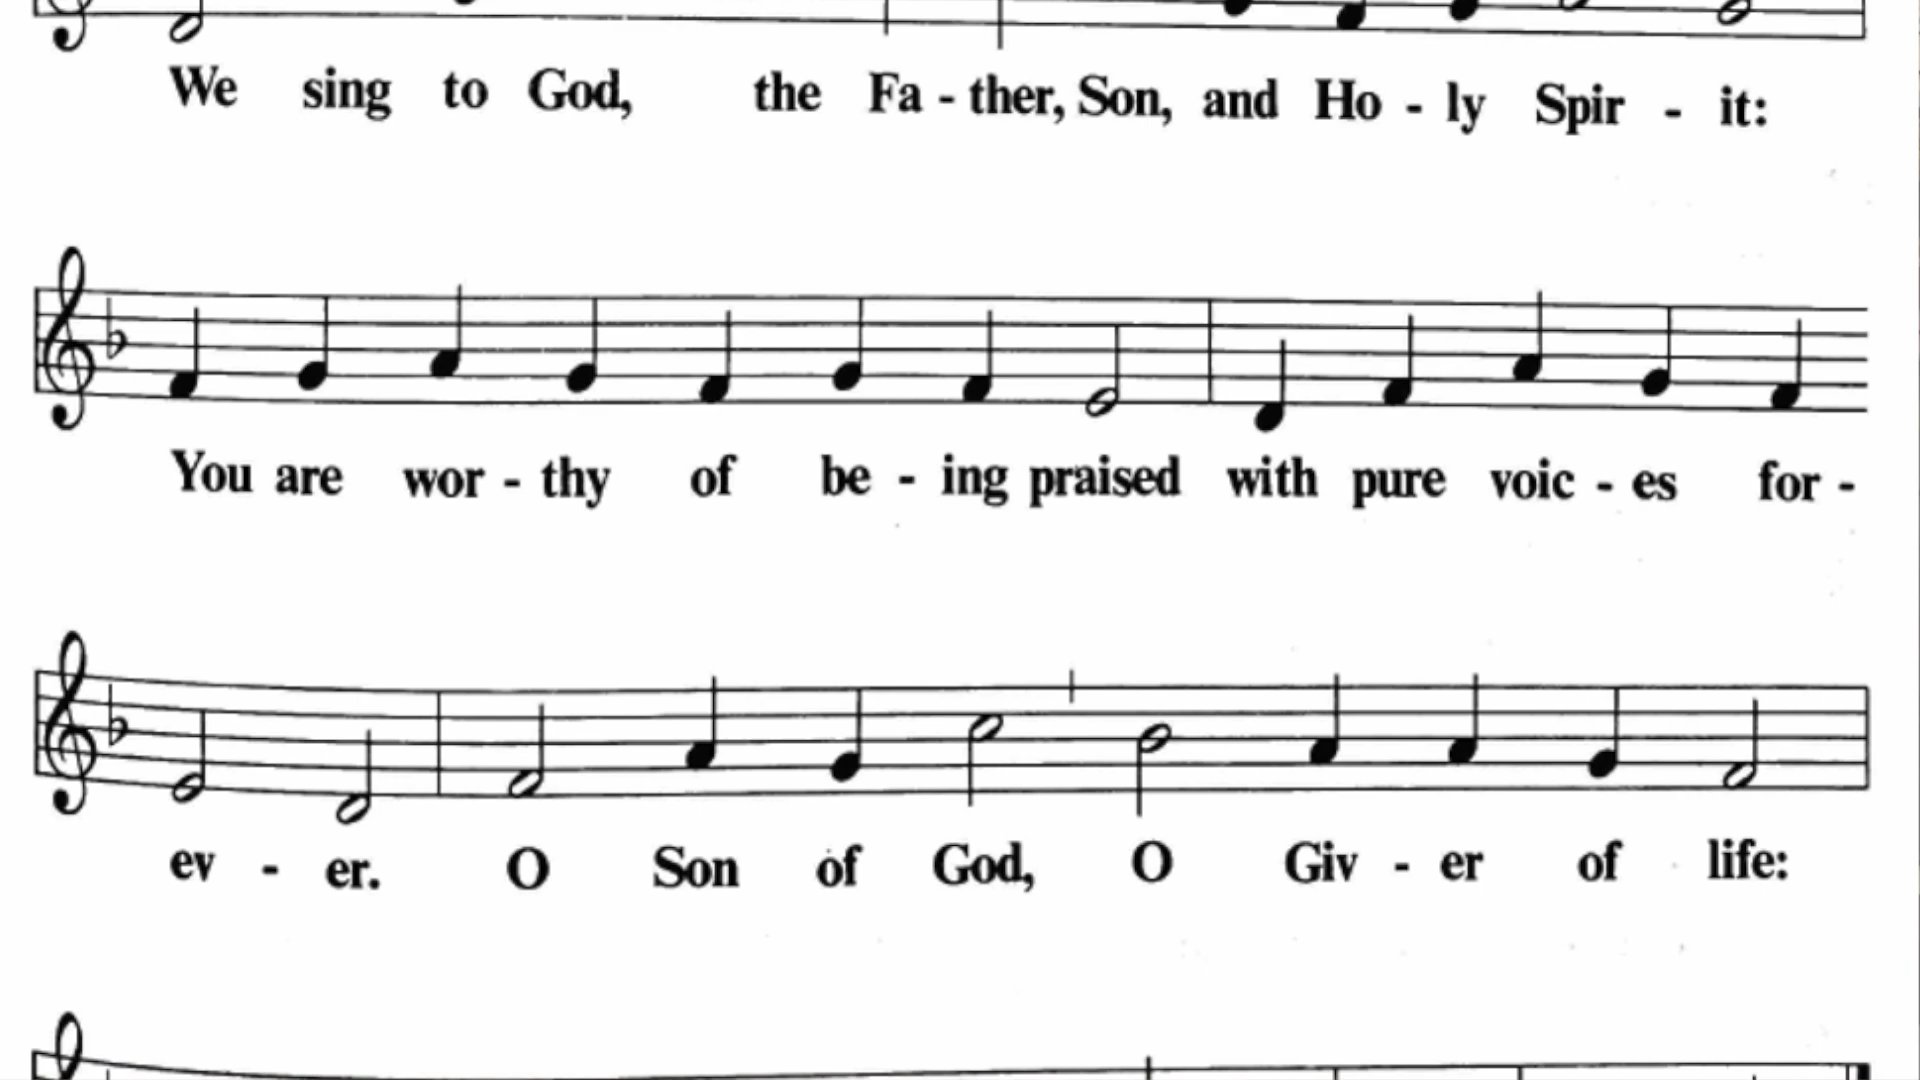 We sing to God, the Fa - ther, Son, and Ho - ly Spir - it:
You are wor - thy of be - ing praised with pure voic - es for -
ev - er. O Son of God, O Giv - er of life: